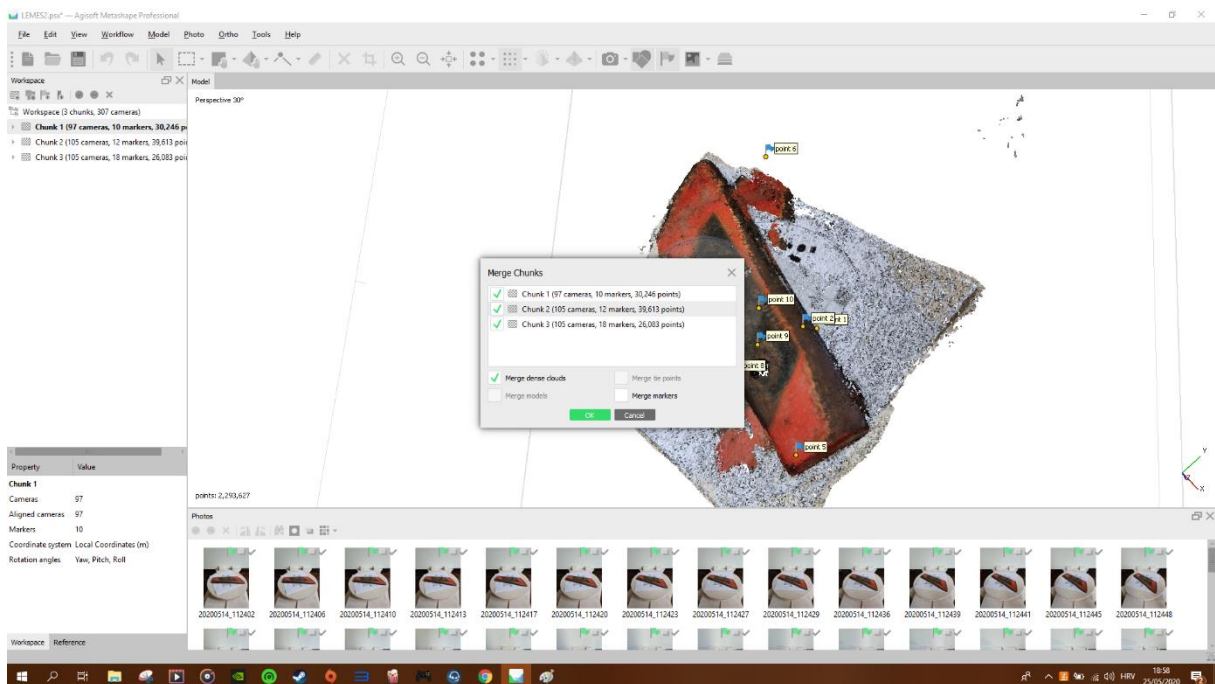 LEMES2.psx* — Agisoft Metashape Professional
File Edit View Workflow Model Photo Ortho Tools Help
Workspace
Model
Workspace (3 chunks, 307 cameras)
Chunk 1 (97 cameras, 10 markers, 30,246 p
Chunk 2 (105 cameras, 12 markers, 39,613 poi
Chunk 3 (105 cameras, 18 markers, 26,083 poi
Perspective 30°
point 6
Merge Chunks
Chunk 1 (97 cameras, 10 markers, 30,246 points)
Chunk 2 (105 cameras, 12 markers, 39,613 points)
Chunk 3 (105 cameras, 18 markers, 26,083 points)
Merge dense clouds Merge tie points
Merge models Merge markers
OK Cancel
point 10
point 2 nt 1
point 9
point 8
point 5
Y
X
points: 2,293,627
Property Value
Chunk 1
Cameras 97
Aligned cameras 97
Markers 10
Coordinate system Local Coordinates (m)
Rotation angles Yaw, Pitch, Roll
Workspace Reference
Photos
20200514_112402 20200514_112406 20200514_112410 20200514_112413 20200514_112417 20200514_112420 20200514_112423 20200514_112427 20200514_112429 20200514_112436 20200514_112439 20200514_112441 20200514_112445 20200514_112448
HRV
18:58
25/05/2020